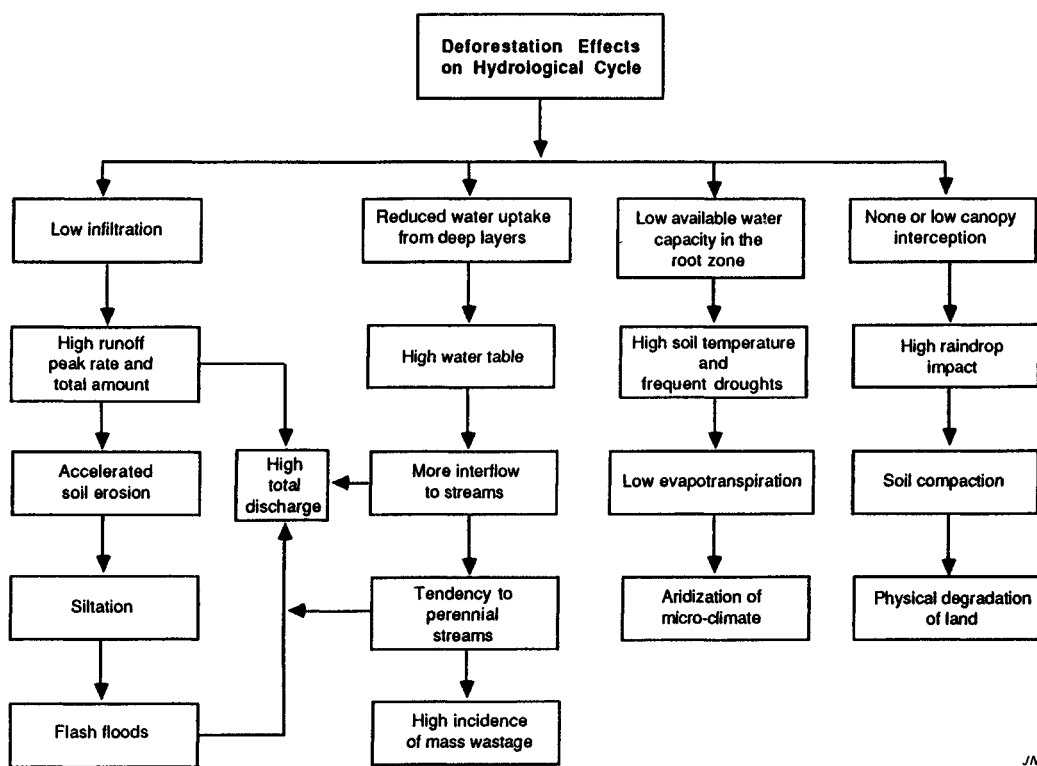 Deforestation Effects
on Hydrological Cycle
Low infiltration
Reduced water uptake
from deep layers
Low available water
capacity in the
root zone
None or low canopy
interception
High runoff
peak rate and
total amount
High water table
High soil temperature
and
frequent droughts
High raindrop
impact
Accelerated
soil erosion
High
total
discharge
More interflow
to streams
Low evapotranspiration
Soil compaction
Siltation
Tendency to
perennial
streams
Aridization of
micro-climate
Physical degradation
of land
Flash floods
High incidence
of mass wastage